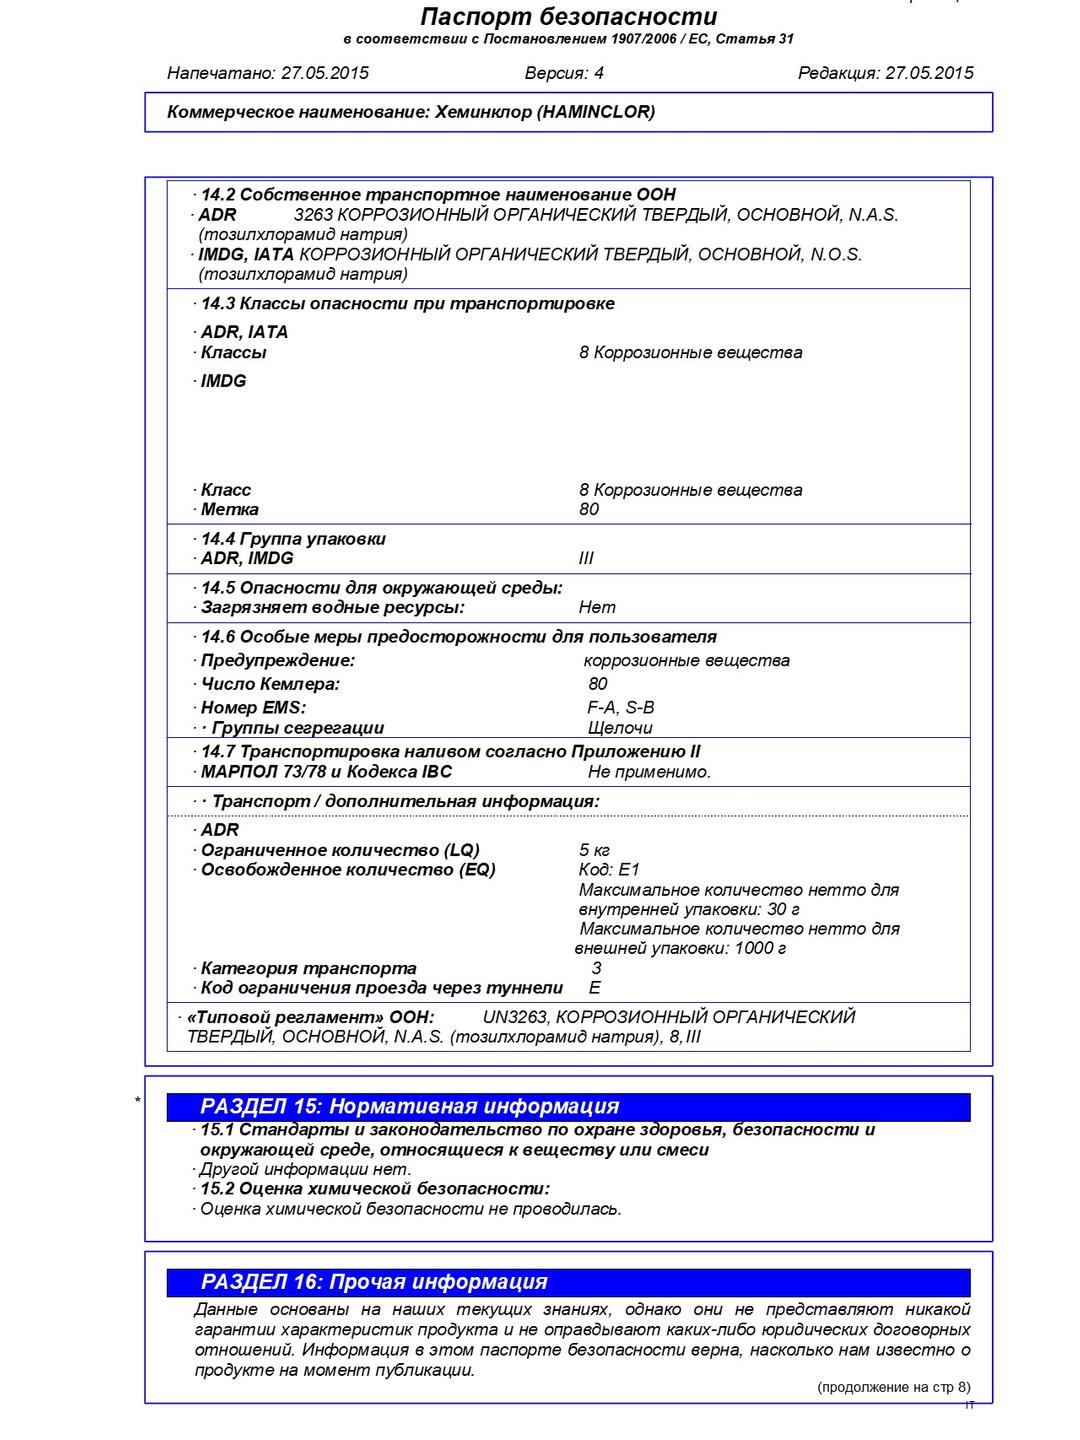 Паспорт безопасности
в соответствии с Постановлением 1907/2006 / EC, Статья 31
Напечатано: 27.05.2015 Версия: 4 Редакция: 27.05.2015
Коммерческое наименование: Хеминклор (HAMINCLOR)
· 14.2 Собственное транспортное наименование ООН
· ADR 3263 КОРРОЗИОННЫЙ ОРГАНИЧЕСКИЙ ТВЕРДЫЙ, ОСНОВНОЙ, N.A.S.
(тозилхлорамид натрия)
· IMDG, IATA КОРРОЗИОННЫЙ ОРГАНИЧЕСКИЙ ТВЕРДЫЙ, ОСНОВНОЙ, N.O.S.
(тозилхлорамид натрия)
· 14.3 Классы опасности при транспортировке
· ADR, IATA
· Классы 8 Коррозионные вещества
· IMDG
· Класс 8 Коррозионные вещества
· Метка 80
· 14.4 Группа упаковки
· ADR, IMDG III
· 14.5 Опасности для окружающей среды:
· Загрязняет водные ресурсы: Нет
· 14.6 Особые меры предосторожности для пользователя
· Предупреждение: коррозионные вещества
· Число Кемлера: 80
· Номер EMS: F-A, S-B
· · Группы сегрегации Щелочи
· 14.7 Транспортировка наливом согласно Приложению II
· МАРПОЛ 73/78 и Кодекса IBC Не применимо.
· · Транспорт / дополнительная информация:
· ADR
· Ограниченное количество (LQ) 5 кг
· Освобожденное количество (EQ) Код: E1
Максимальное количество нетто для
внутренней упаковки: 30 г
Максимальное количество нетто для
внешней упаковки: 1000 г
· Категория транспорта 3
· Код ограничения проезда через туннели E
· «Типовой регламент» ООН: UN3263, КОРРОЗИОННЫЙ ОРГАНИЧЕСКИЙ
ТВЕРДЫЙ, ОСНОВНОЙ, N.A.S. (тозилхлорамид натрия), 8, III
* РАЗДЕЛ 15: Нормативная информация
· 15.1 Стандарты и законодательство по охране здоровья, безопасности и
окружающей среде, относящиеся к веществу или смеси
· Другой информации нет.
· 15.2 Оценка химической безопасности:
· Оценка химической безопасности не проводилась.
РАЗДЕЛ 16: Прочая информация
Данные основаны на наших текущих знаниях, однако они не представляют никакой
гарантии характеристик продукта и не оправдывают каких-либо юридических договорных
отношений. Информация в этом паспорте безопасности верна, насколько нам известно о
продукте на момент публикации.
(продолжение на стр 8)
IT